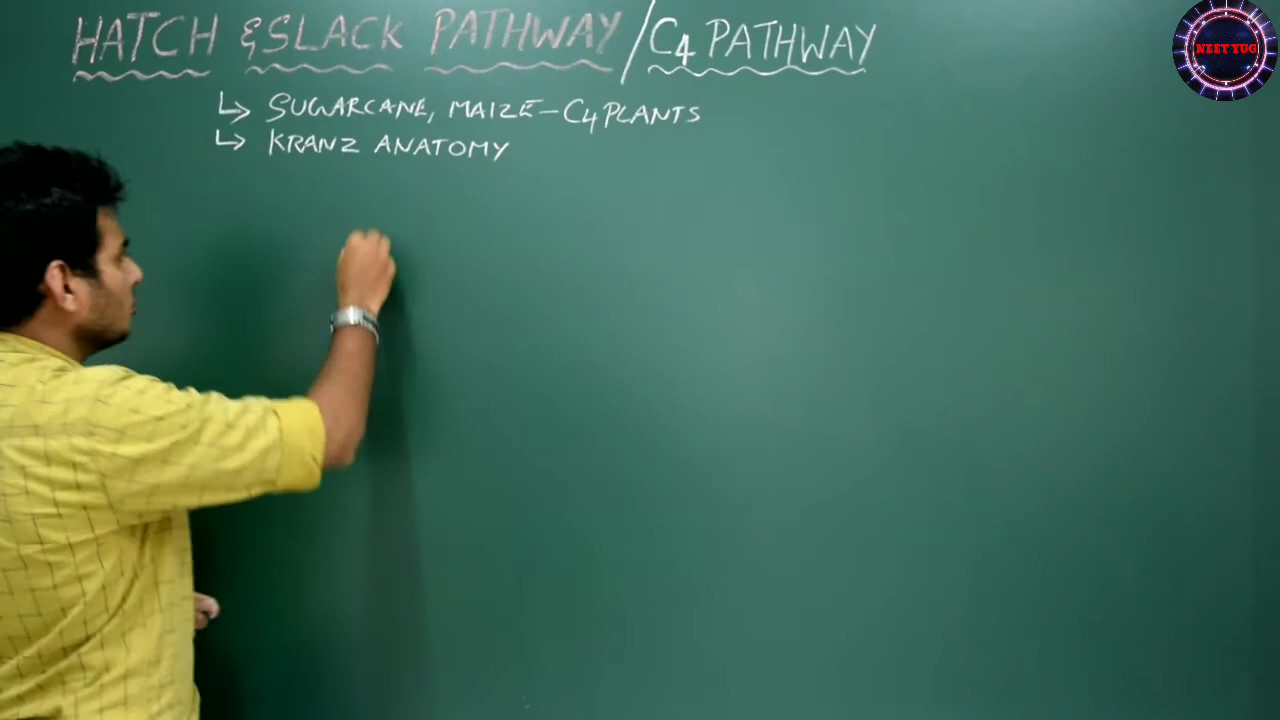 HATCH & SLACK PATHWAY / C4 PATHWAY
↳ SUGARCANE, MAIZE - C4 PLANTS
↳ KRANZ ANATOMY
NEET YUG